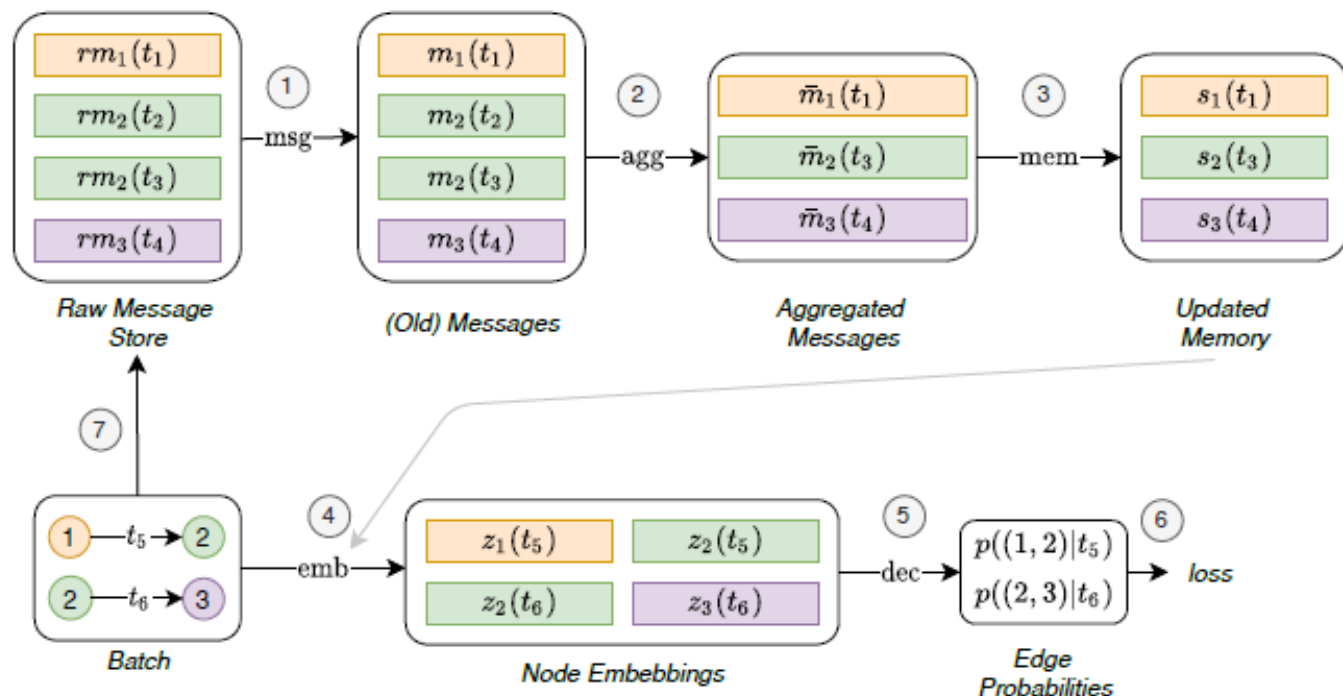 rm₁(t₁)
rm₂(t₂)
rm₂(t₃)
rm₃(t₄)
Raw Message
Store
1
msg
m₁(t₁)
m₂(t₂)
m₂(t₃)
m₃(t₄)
(Old) Messages
2
agg
m̄₁(t₁)
m̄₂(t₃)
m̄₃(t₄)
Aggregated
Messages
3
mem
s₁(t₁)
s₂(t₃)
s₃(t₄)
Updated
Memory
7
1 t₅ 2
2 t₆ 3
Batch
4
emb
z₁(t₅) z₂(t₅)
z₂(t₆) z₃(t₆)
Node Embebbings
5
dec
p((1, 2)|t₅)
p((2, 3)|t₆)
Edge
Probabilities
6
loss